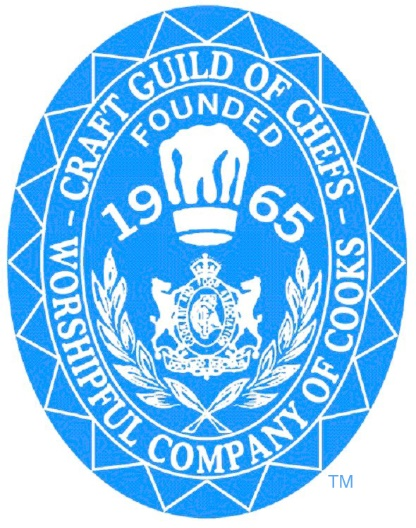 - CRAFT GUILD OF CHEFS -
WORSHIPFUL COMPANY OF COOKS
FOUNDED
19 65
TM